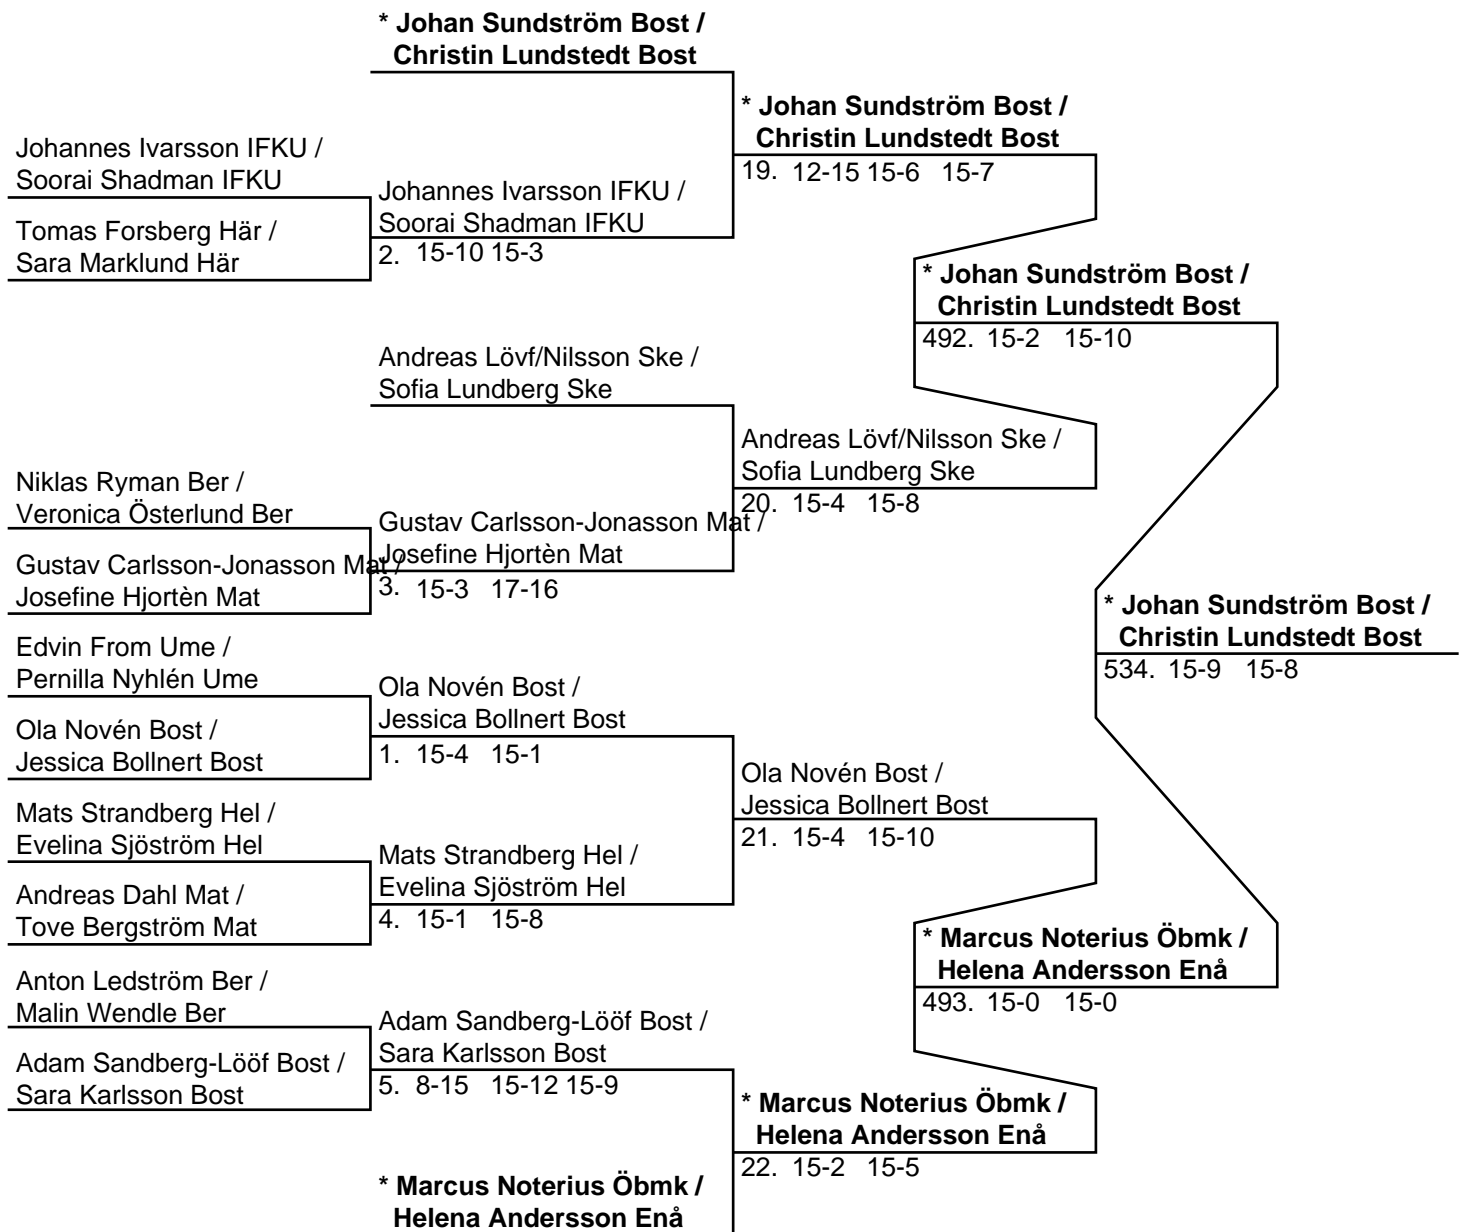 * Johan Sundström Bost /
Christin Lundstedt Bost
* Johan Sundström Bost /
Christin Lundstedt Bost
19. 12-15 15-6 15-7
Johannes Ivarsson IFKU /
Soorai Shadman IFKU
Johannes Ivarsson IFKU /
Soorai Shadman IFKU
2. 15-10 15-3
Tomas Forsberg Här /
Sara Marklund Här
* Johan Sundström Bost /
Christin Lundstedt Bost
492. 15-2 15-10
Andreas Lövf/Nilsson Ske /
Sofia Lundberg Ske
Andreas Lövf/Nilsson Ske /
Sofia Lundberg Ske
20. 15-4 15-8
Niklas Ryman Ber /
Veronica Österlund Ber
Gustav Carlsson-Jonasson Mat /
Josefine Hjortèn Mat
3. 15-3 17-16
Gustav Carlsson-Jonasson Mat /
Josefine Hjortèn Mat
* Johan Sundström Bost /
Christin Lundstedt Bost
534. 15-9 15-8
Edvin From Ume /
Pernilla Nyhlén Ume
Ola Novén Bost /
Jessica Bollnert Bost
1. 15-4 15-1
Ola Novén Bost /
Jessica Bollnert Bost
Ola Novén Bost /
Jessica Bollnert Bost
21. 15-4 15-10
Mats Strandberg Hel /
Evelina Sjöström Hel
Mats Strandberg Hel /
Evelina Sjöström Hel
4. 15-1 15-8
Andreas Dahl Mat /
Tove Bergström Mat
* Marcus Noterius Öbmk /
Helena Andersson Enå
493. 15-0 15-0
Anton Ledström Ber /
Malin Wendle Ber
Adam Sandberg-Lööf Bost /
Sara Karlsson Bost
5. 8-15 15-12 15-9
Adam Sandberg-Lööf Bost /
Sara Karlsson Bost
* Marcus Noterius Öbmk /
Helena Andersson Enå
22. 15-2 15-5
* Marcus Noterius Öbmk /
Helena Andersson Enå